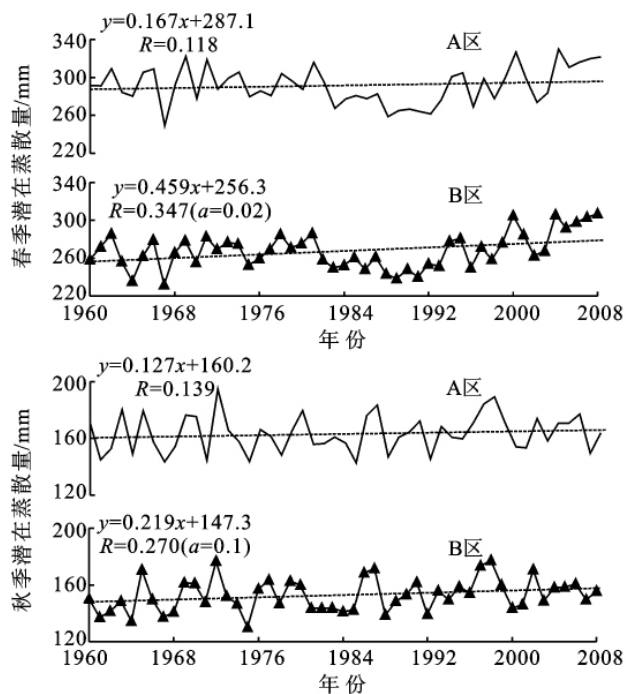 y=0.167x+287.1
R=0.118
A区
340
300
260
220
y=0.459x+256.3
R=0.347(a=0.02)
B区
340
300
260
220
春季潜在蒸散量/mm
1960 1968 1976 1984 1992 2000 2008
年份
y=0.127x+160.2
R=0.139
A区
200
160
120
y=0.219x+147.3
R=0.270(a=0.1)
B区
200
160
120
秋季潜在蒸散量/mm
1960 1968 1976 1984 1992 2000 2008
年份